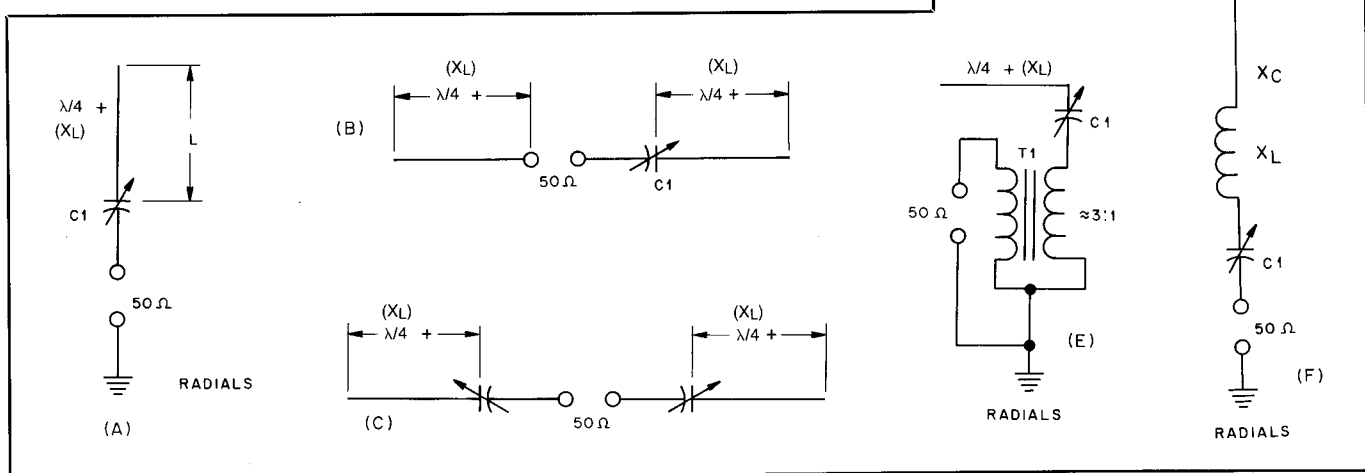 λ/4 +
(XL)
L
C1
50 Ω
RADIALS
(A)
(XL)
λ/4 +
(XL)
λ/4 +
(B)
50 Ω
C1
(XL)
λ/4 +
(XL)
λ/4 +
(C)
50 Ω
λ/4 + (XL)
C1
T1
50 Ω
≈3:1
(E)
RADIALS
XC
XL
C1
50 Ω
(F)
RADIALS